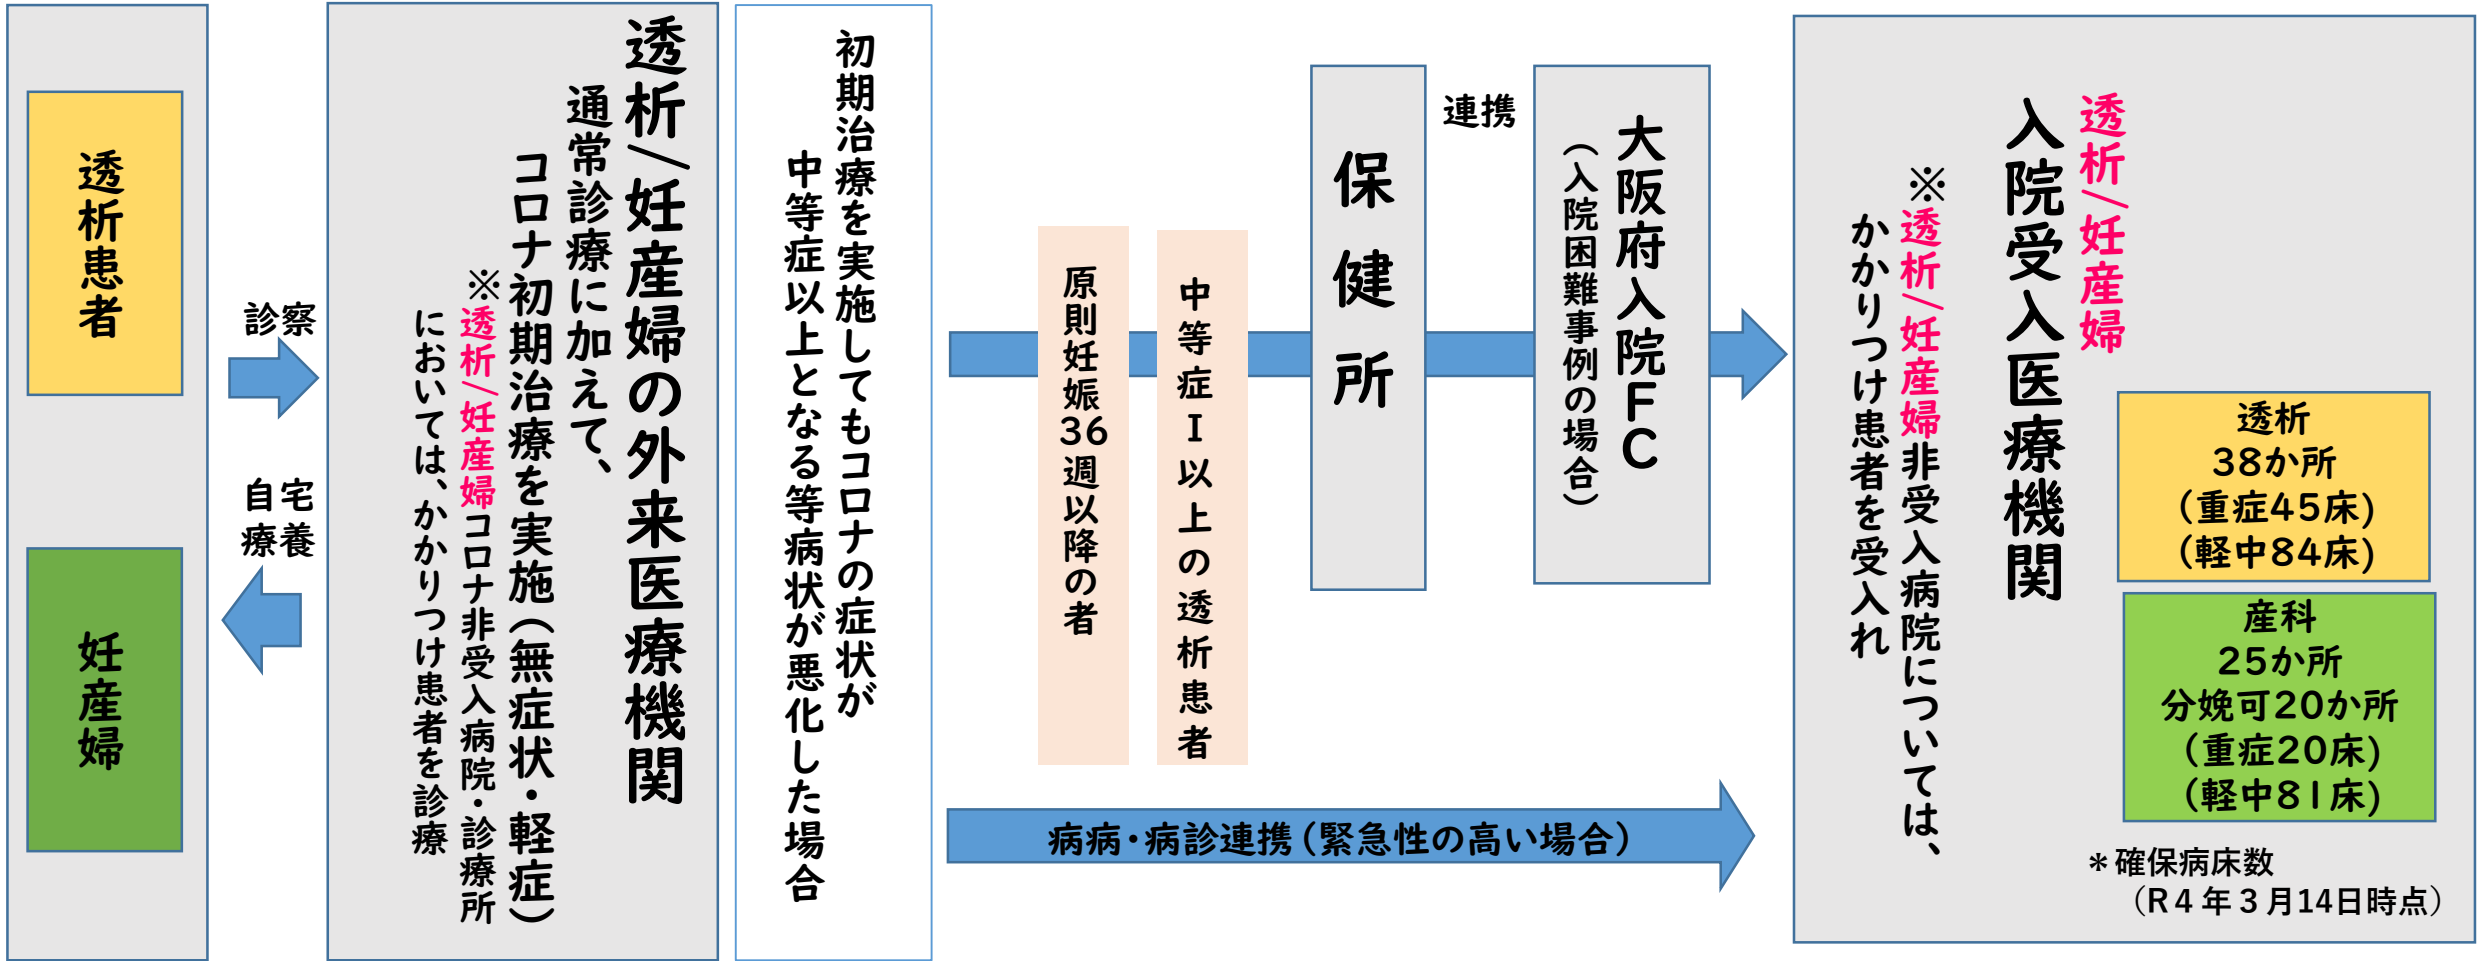 透析患者
妊産婦
診察
自宅
療養
透析/妊産婦の外来医療機関
通常診療に加えて、
コロナ初期治療を実施（無症状・軽症）
※透析/妊産婦コロナ非受入病院・診療所
においては、かかりつけ患者を診療
初期治療を実施してもコロナの症状が
中等症以上となる等病状が悪化した場合
原則妊娠36週以降の者
中等症Ⅰ以上の透析患者
保健所
連携
大阪府入院FC
（入院困難事例の場合）
病病・病診連携（緊急性の高い場合）
透析/妊産婦
入院受入医療機関
※透析/妊産婦非受入病院については、
かかりつけ患者を受入れ
透析
38か所
(重症45床)
(軽中84床)
産科
25か所
分娩可20か所
(重症20床)
(軽中81床)
＊確保病床数
（R４年３月14日時点）